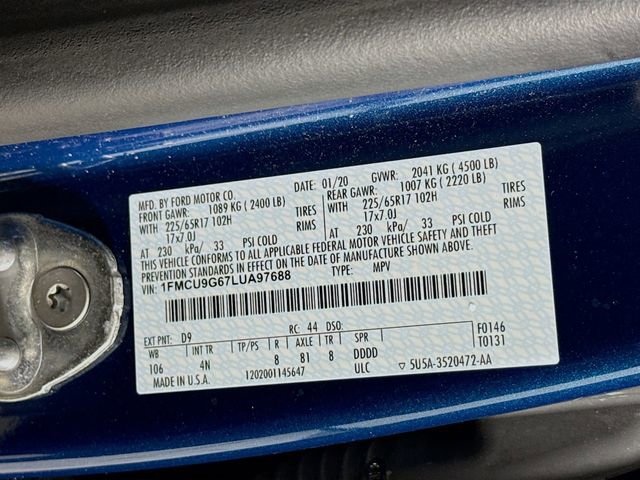 MFD. BY FORD MOTOR CO. DATE: 01/20 GVWR: 2041 KG ( 4500 LB)
FRONT GAWR: 1089 KG ( 2400 LB) REAR GAWR: 1007 KG ( 2220 LB)
WITH 225/65R17 102H TIRES WITH 225/65R17 102H TIRES
17x7.0J RIMS 17x7.0J RIMS
AT 230 kPa/ 33 PSI COLD AT 230 kPa/ 33 PSI COLD
THIS VEHICLE CONFORMS TO ALL APPLICABLE FEDERAL MOTOR VEHICLE SAFETY AND THEFT
PREVENTION STANDARDS IN EFFECT ON THE DATE OF MANUFACTURE SHOWN ABOVE.
VIN: 1FMCU9G67LUA97688 TYPE: MPV
EXT PNT: D9 RC: 44 DSO: F0146
WB INT TR TP/PS R AXLE TR SPR T0131
106 4N 8 81 8 DDDD
MADE IN U.S.A. 1202001145647 ULC ▽ 5U5A-3520472-AA